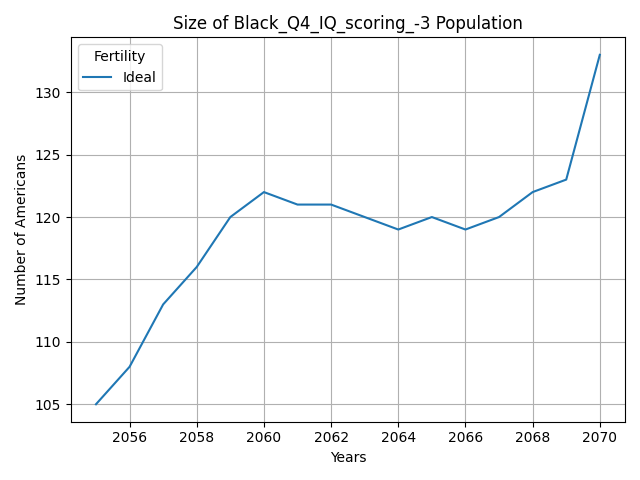 Size of Black_Q4_IQ_scoring_-3 Population
Fertility
Ideal
Number of Americans
130
125
120
115
110
105
2056 2058 2060 2062 2064 2066 2068 2070
Years